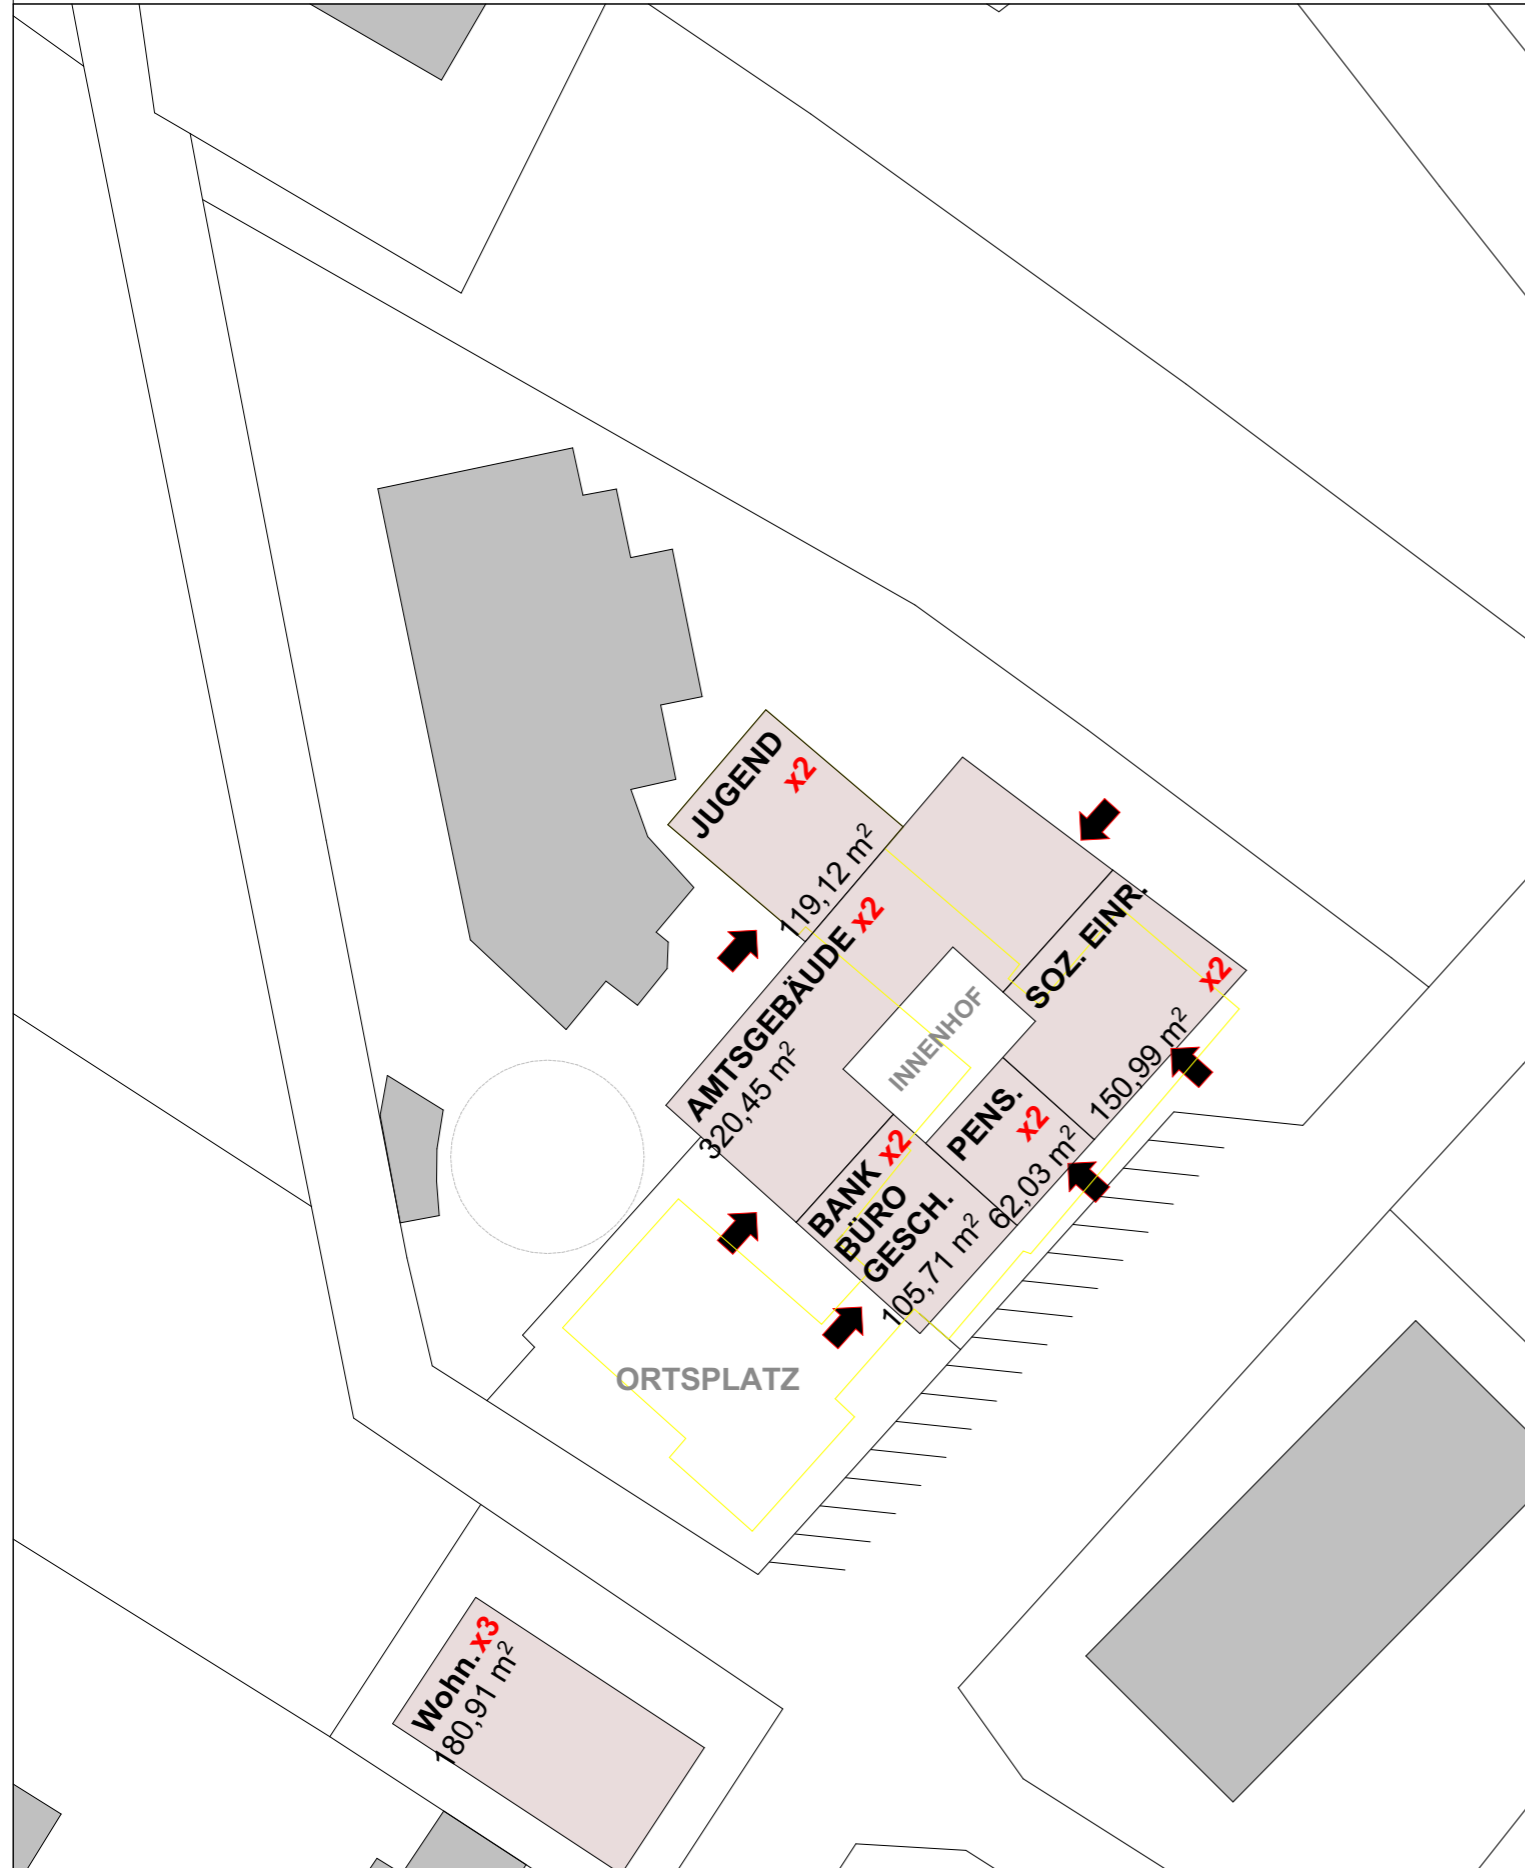 JUGEND
x2
119,12 m²
AMTSGEBÄUDE x2
320,45 m²
SOZ. EINR.
x2
150,99 m²
INNENHOF
PENS.
x2
62,03 m²
BANK x2
BÜRO
GESCH.
105,71 m²
ORTSPLATZ
Wohn. x3
180,91 m²